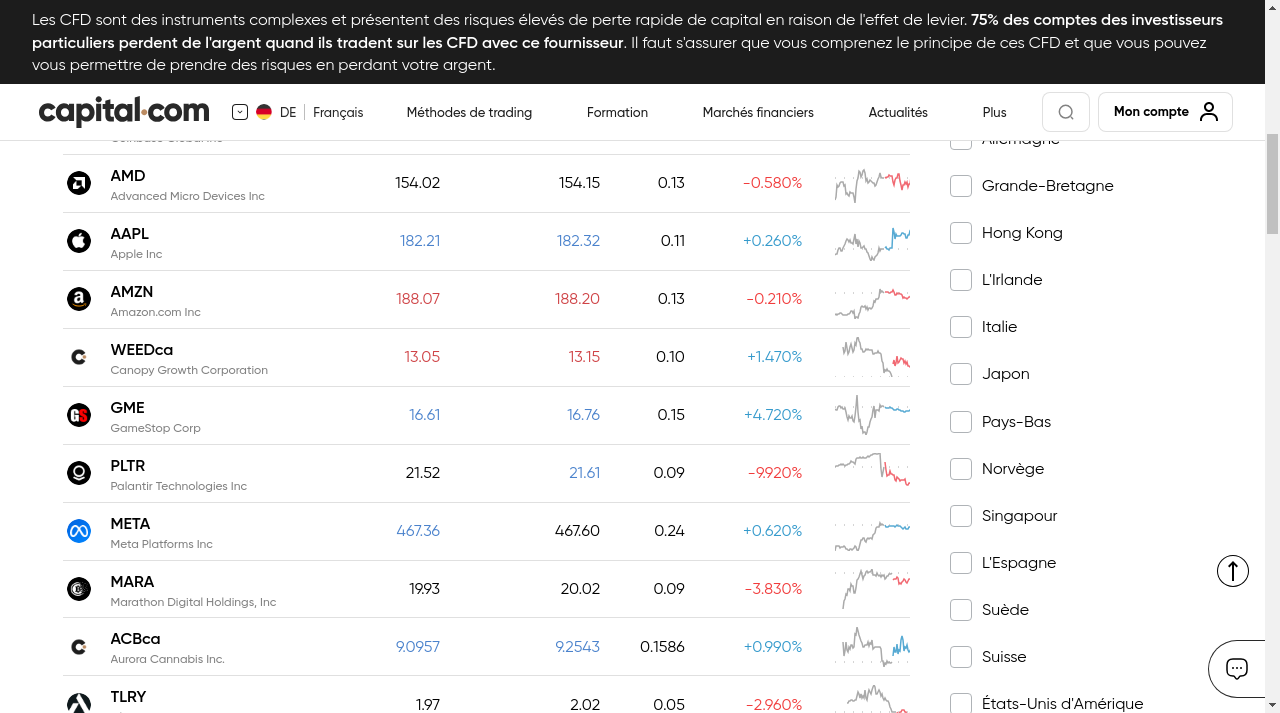 Les CFD sont des instruments complexes et présentent des risques élevés de perte rapide de capital en raison de l'effet de levier. 75% des comptes des investisseurs
particuliers perdent de l'argent quand ils tradent sur les CFD avec ce fournisseur. Il faut s'assurer que vous comprenez le principe de ces CFD et que vous pouvez
vous permettre de prendre des risques en perdant votre argent.
capital.com DE Français Méthodes de trading Formation Marchés financiers Actualités Plus Mon compte
Coinbase Global Inc
Allemagne
AMD 154.02 154.15 0.13 -0.580%
Advanced Micro Devices Inc
Grande-Bretagne
AAPL 182.21 182.32 0.11 +0.260%
Apple Inc
Hong Kong
AMZN 188.07 188.20 0.13 -0.210%
Amazon.com Inc
L'Irlande
WEEDca 13.05 13.15 0.10 +1.470%
Canopy Growth Corporation
Italie
GME 16.61 16.76 0.15 +4.720%
GameStop Corp
Japon
PLTR 21.52 21.61 0.09 -9.920%
Palantir Technologies Inc
Pays-Bas
META 467.36 467.60 0.24 +0.620%
Meta Platforms Inc
Norvège
MARA 19.93 20.02 0.09 -3.830%
Marathon Digital Holdings, Inc
Singapour
ACBca 9.0957 9.2543 0.1586 +0.990%
Aurora Cannabis Inc.
L'Espagne
TLRY 1.97 2.02 0.05 -2.960%
Suède
Suisse
États-Unis d'Amérique